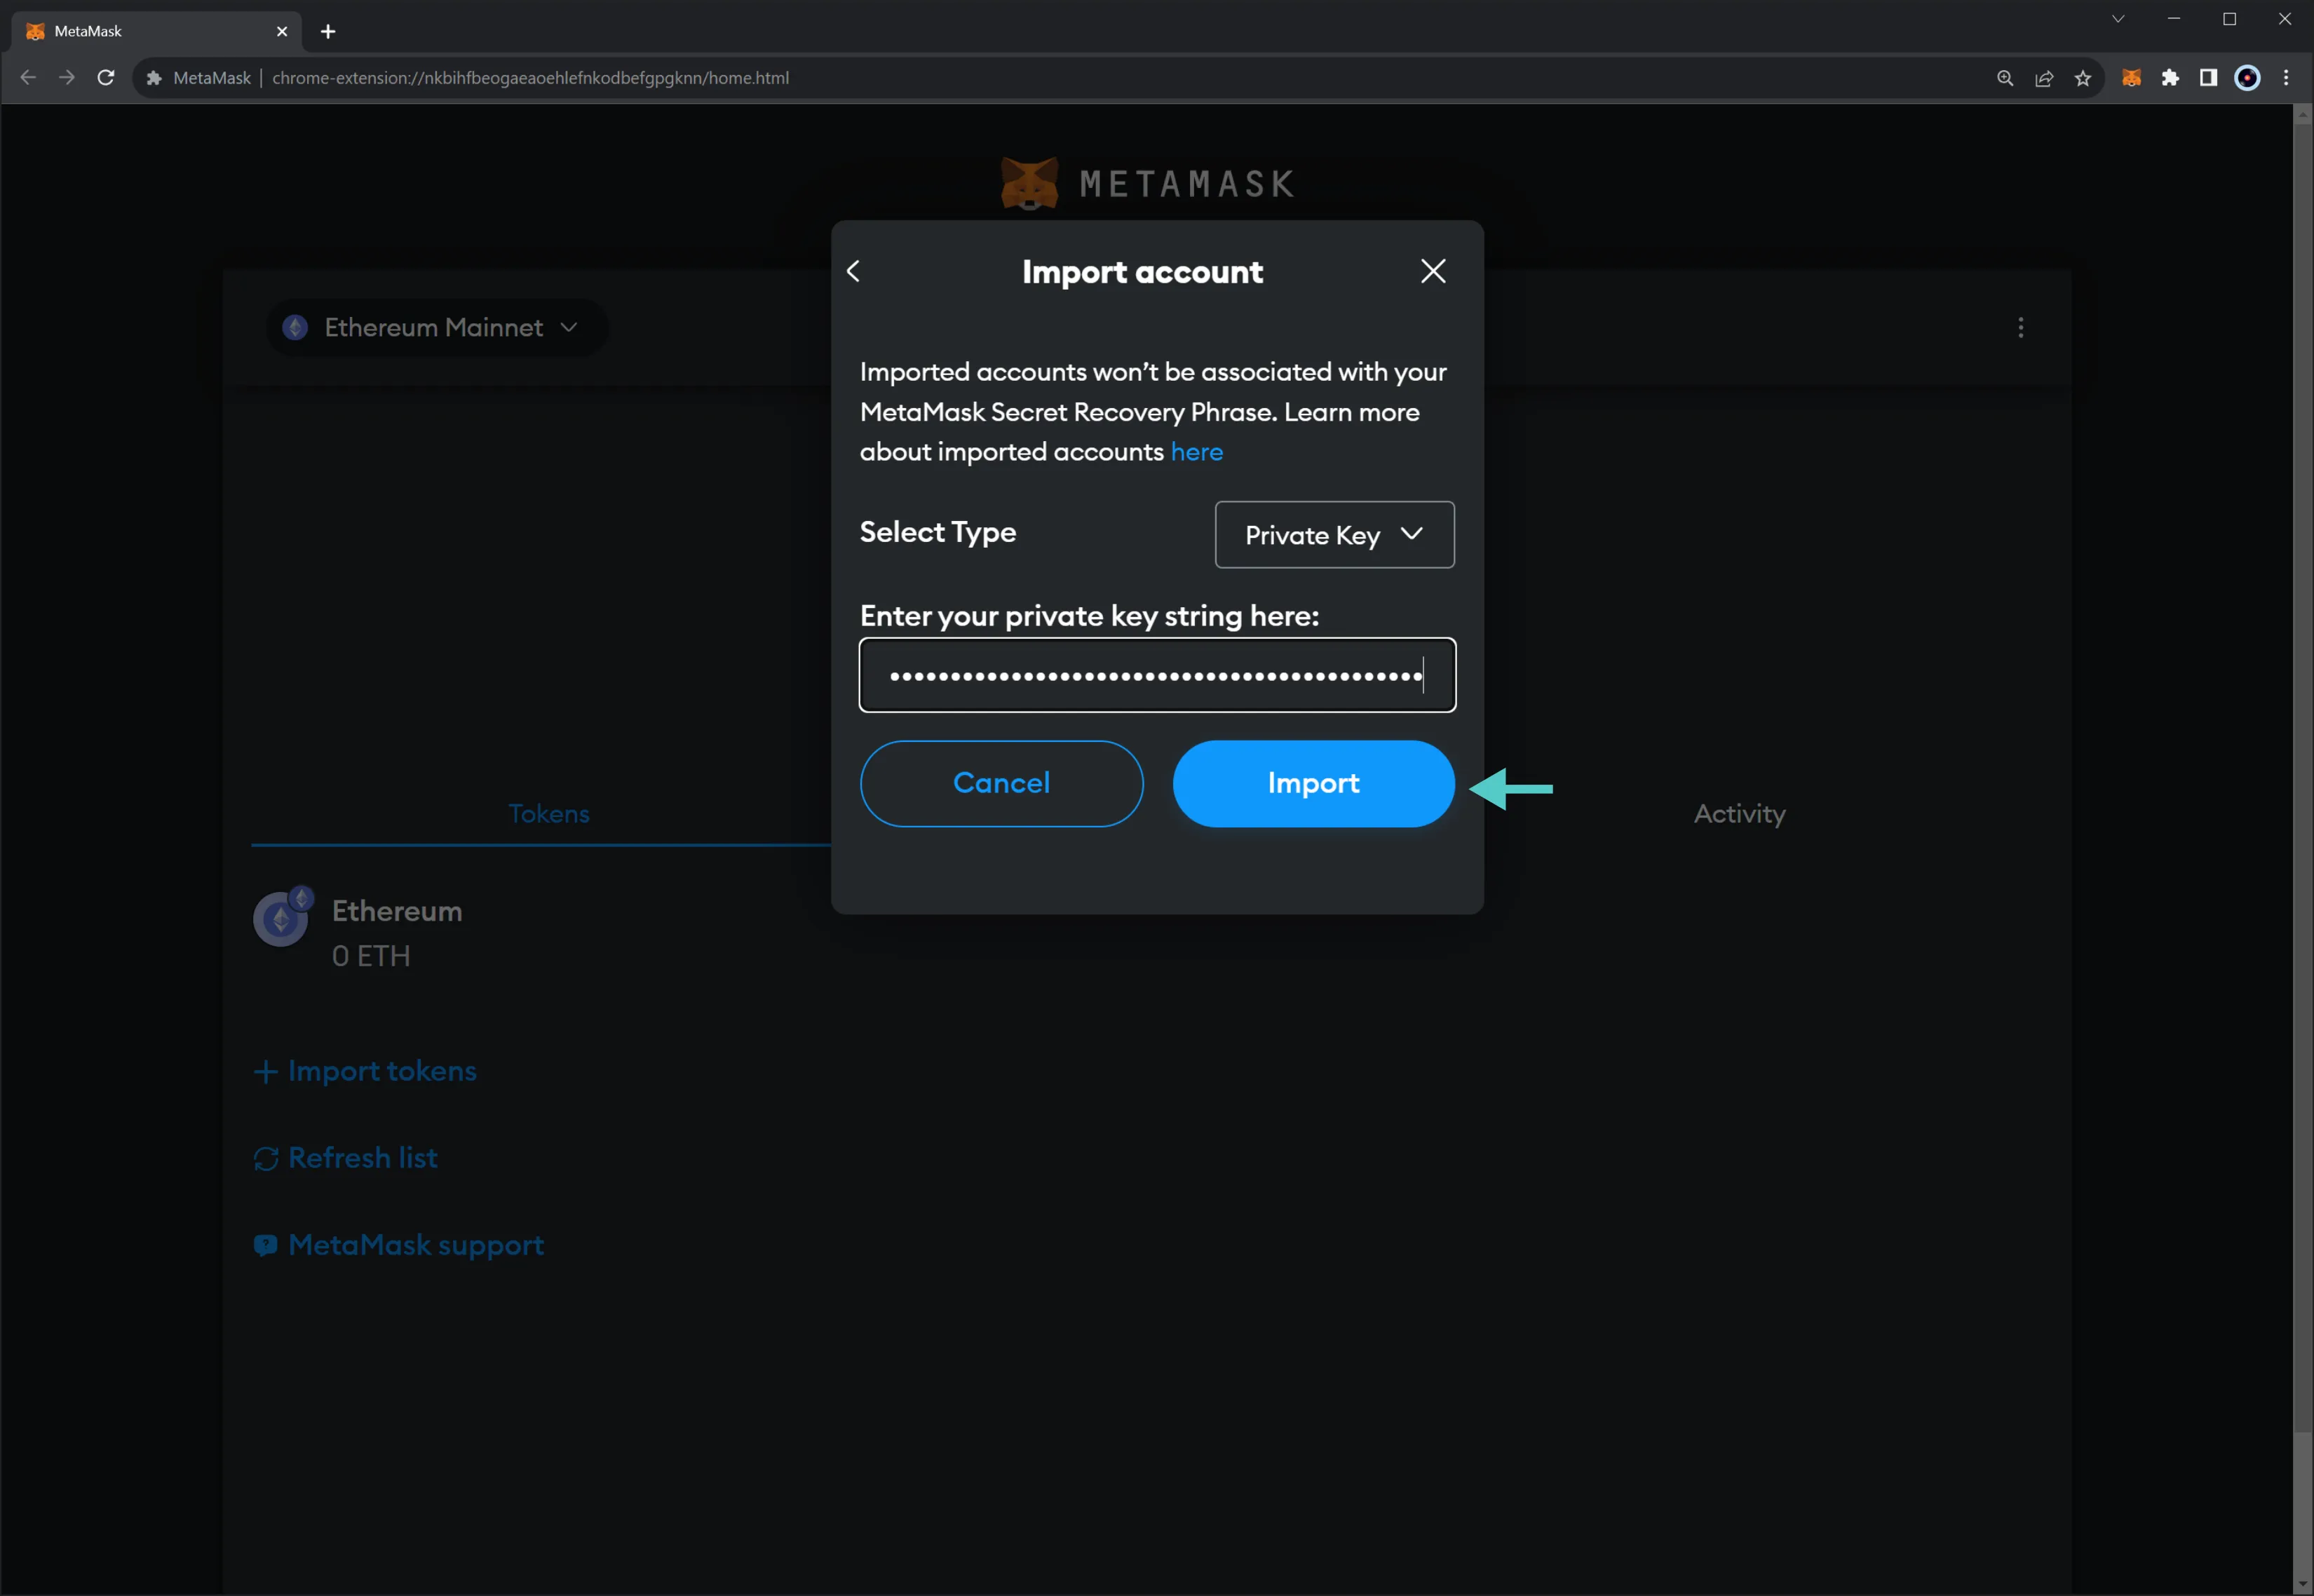 MetaMask
MetaMask | chrome-extension://nkbihfbeogaeaoehlefnkodbefgpgknn/home.html
METAMASK
Ethereum Mainnet
Import account
Imported accounts won’t be associated with your
MetaMask Secret Recovery Phrase. Learn more
about imported accounts here
Select Type
Private Key
Enter your private key string here:
Cancel
Import
Tokens
Activity
Ethereum
0 ETH
+ Import tokens
Refresh list
MetaMask support